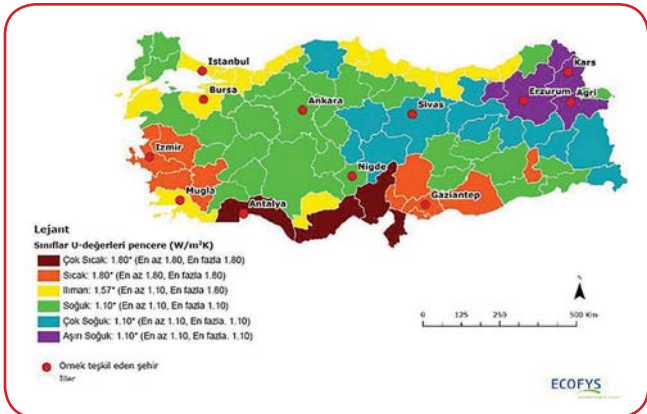 Istanbul
Kars
Bursa
Ankara
Sivas
Erzurum
Agri
Izmir
Nigde
Mugla
Antalya
Gaziantep
Lejant
Sınıflar U-değerleri pencere (W/m²K)
Çok Sıcak: 1.80* (En az 1.80, En fazla 1.80)
Sıcak: 1.80* (En az 1.80, En fazla 1.80)
Ilıman: 1.57* (En az 1.10, En fazla 1.80)
Soğuk: 1.10* (En az 1.10, En fazla 1.10)
Çok Soğuk: 1.10* (En az 1.10, En fazla. 1.10)
Aşırı Soğuk: 1.10* (En az 1.10, En fazla. 1.10)
0 125 250 500 Km
Örnek teşkil eden şehir
İller
ECOFYS